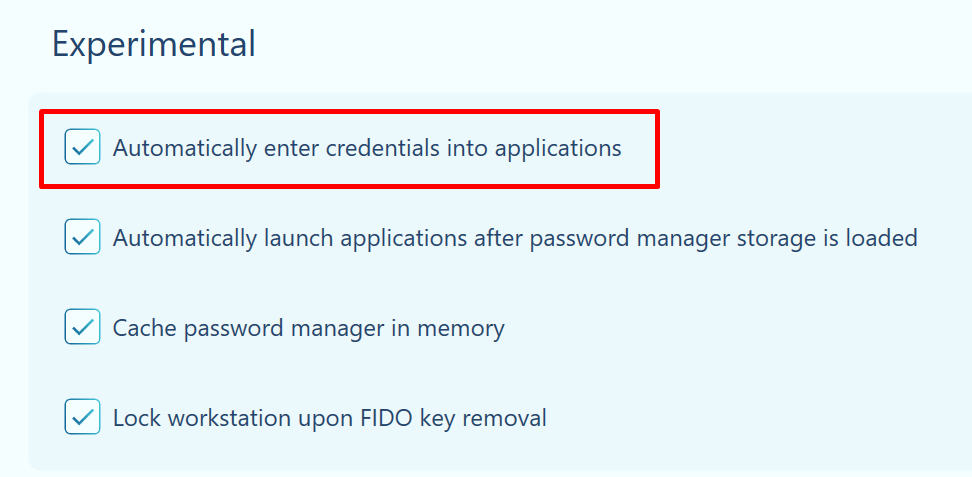 Experimental
Automatically enter credentials into applications
Automatically launch applications after password manager storage is loaded
Cache password manager in memory
Lock workstation upon FIDO key removal